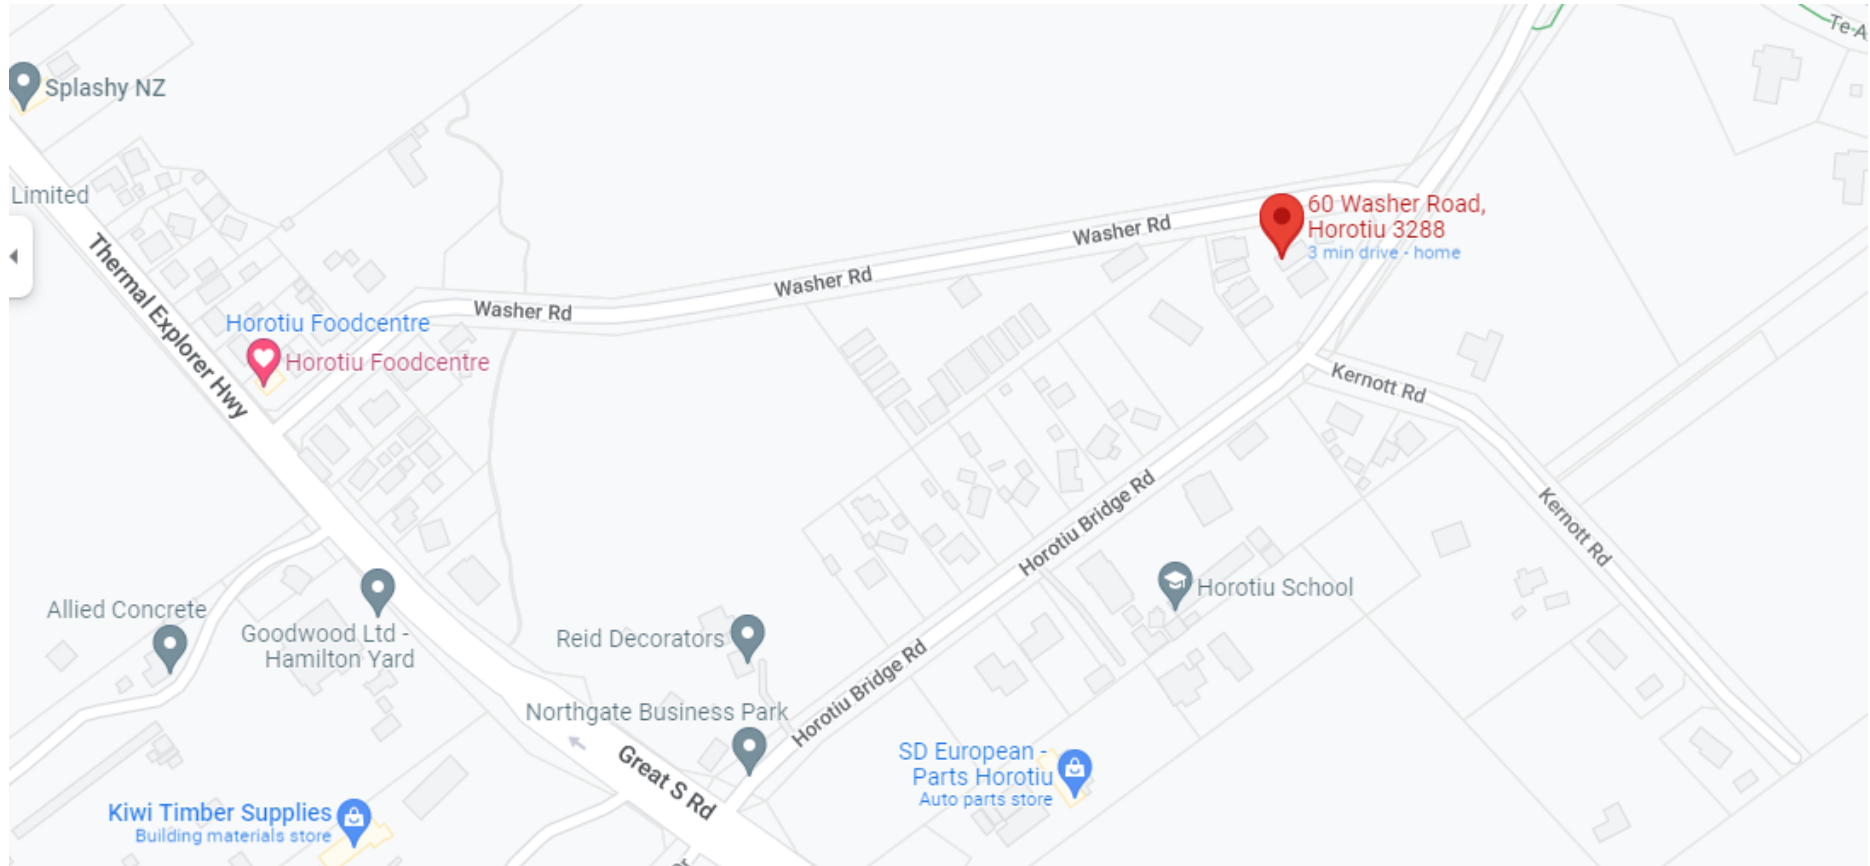 Te A
Splashy NZ
Limited
60 Washer Road,
Horotiu 3288
3 min drive - home
Washer Rd
Washer Rd
Washer Rd
Thermal Explorer Hwy
Horotiu Foodcentre
Horotiu Foodcentre
Kernott Rd
Kernott Rd
Horotiu Bridge Rd
Horotiu School
Allied Concrete
Goodwood Ltd -
Hamilton Yard
Reid Decorators
Horotiu Bridge Rd
Northgate Business Park
Great S Rd
SD European -
Parts Horotiu
Auto parts store
Kiwi Timber Supplies
Building materials store